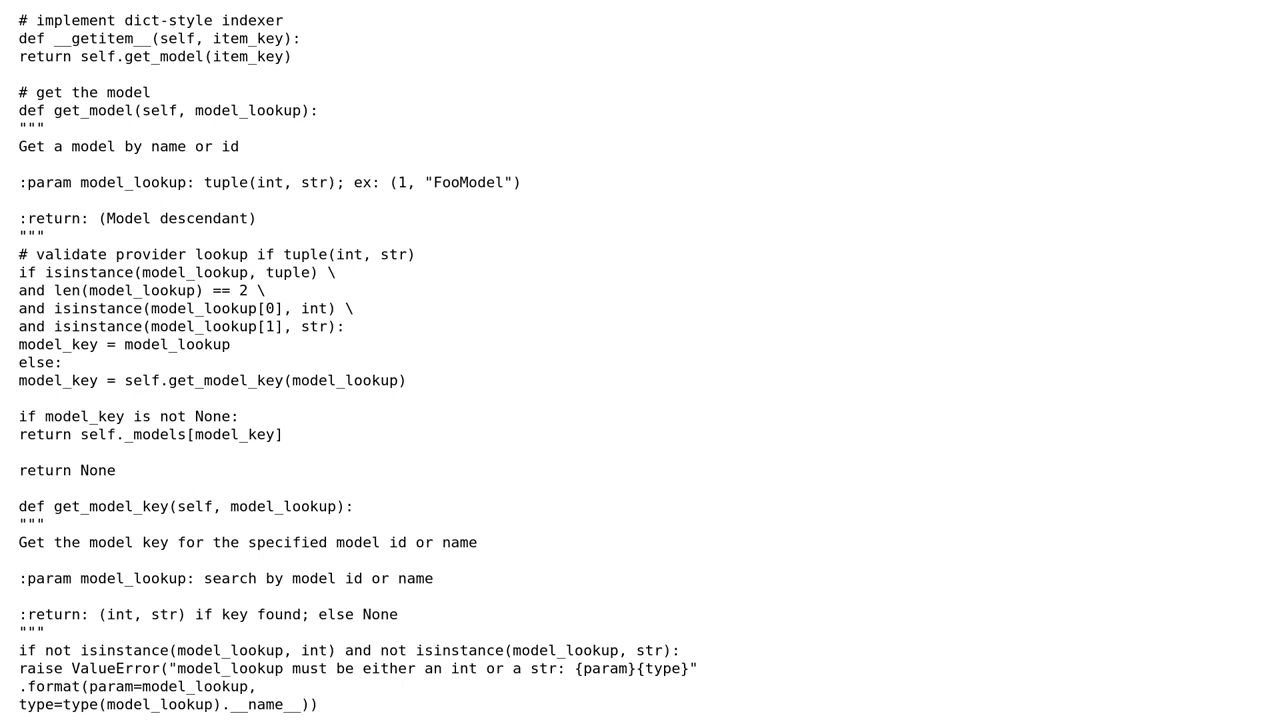 # implement dict-style indexer
def __getitem__(self, item_key):
return self.get_model(item_key)

# get the model
def get_model(self, model_lookup):
"""
Get a model by name or id

:param model_lookup: tuple(int, str); ex: (1, "FooModel")

:return: (Model descendant)
"""
# validate provider lookup if tuple(int, str)
if isinstance(model_lookup, tuple) \
and len(model_lookup) == 2 \
and isinstance(model_lookup[0], int) \
and isinstance(model_lookup[1], str):
model_key = model_lookup
else:
model_key = self.get_model_key(model_lookup)

if model_key is not None:
return self._models[model_key]

return None

def get_model_key(self, model_lookup):
"""
Get the model key for the specified model id or name

:param model_lookup: search by model id or name

:return: (int, str) if key found; else None
"""
if not isinstance(model_lookup, int) and not isinstance(model_lookup, str):
raise ValueError("model_lookup must be either an int or a str: {param}{type}"
.format(param=model_lookup,
type=type(model_lookup).__name__))